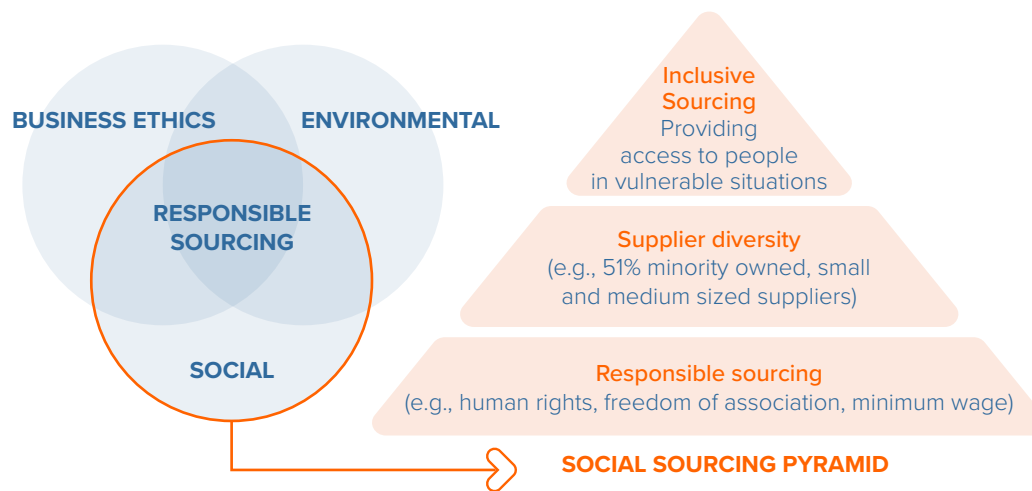 BUSINESS ETHICS
ENVIRONMENTAL
RESPONSIBLE
SOURCING
SOCIAL
Inclusive
Sourcing
Providing
access to people
in vulnerable situations
Supplier diversity
(e.g., 51% minority owned, small
and medium sized suppliers)
Responsible sourcing
(e.g., human rights, freedom of association, minimum wage)
SOCIAL SOURCING PYRAMID